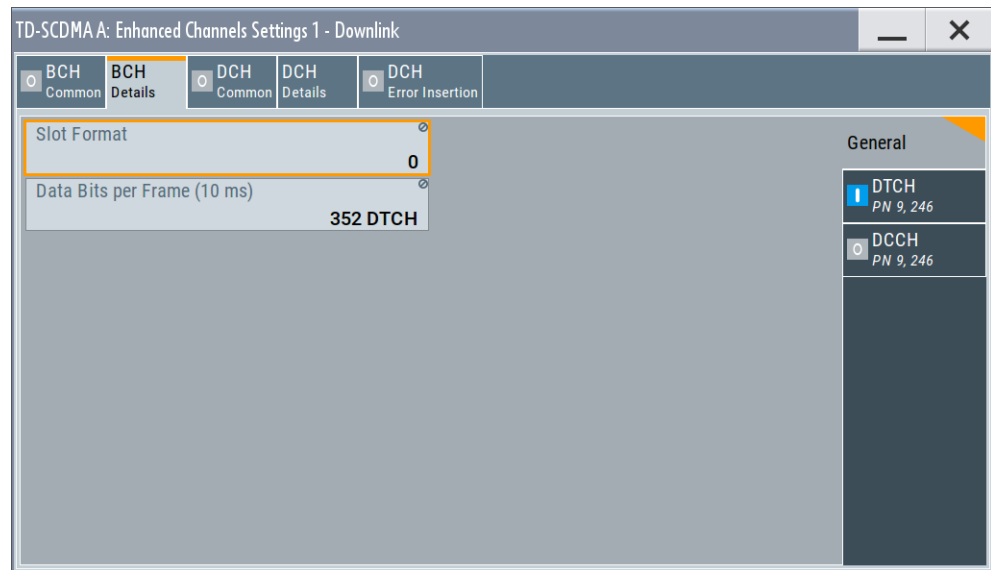 TD-SCDMA A: Enhanced Channels Settings 1 - Downlink
BCH Common
BCH Details
DCH Common
DCH Details
DCH Error Insertion
Slot Format
0
Data Bits per Frame (10 ms)
352 DTCH
General
DTCH
PN 9, 246
DCCH
PN 9, 246